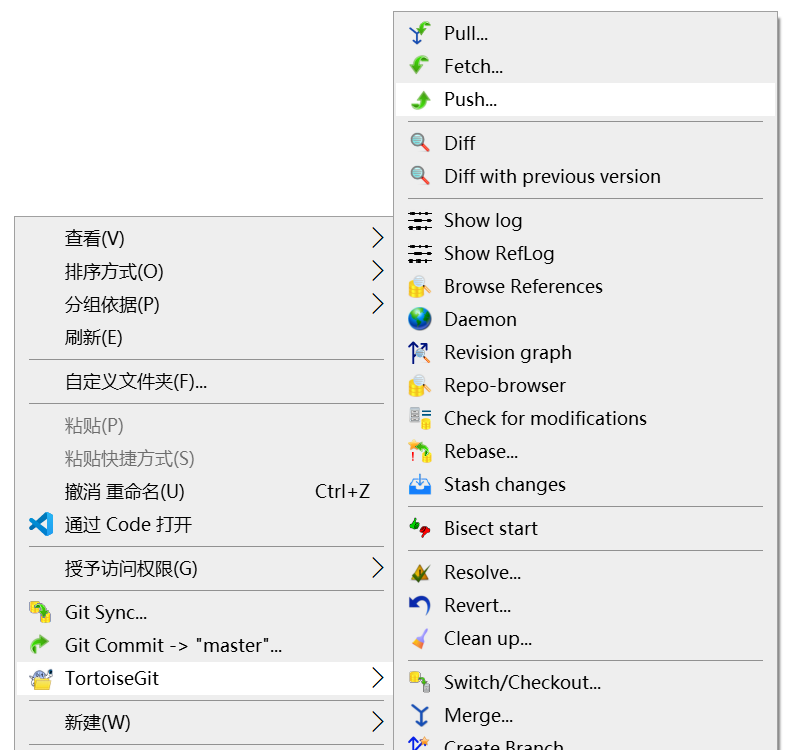 Pull...
Fetch...
Push...
Diff
Diff with previous version
Show log
Show RefLog
Browse References
Daemon
Revision graph
Repo-browser
Check for modifications
Rebase...
Stash changes
Bisect start
Resolve...
Revert...
Clean up...
Switch/Checkout...
Merge...
Create Branch
查看(V)
排序方式(O)
分组依据(P)
刷新(E)
自定义文件夹(F)...
粘贴(P)
粘贴快捷方式(S)
撤消 重命名(U) Ctrl+Z
通过 Code 打开
授予访问权限(G)
Git Sync...
Git Commit -> "master"...
TortoiseGit
新建(W)